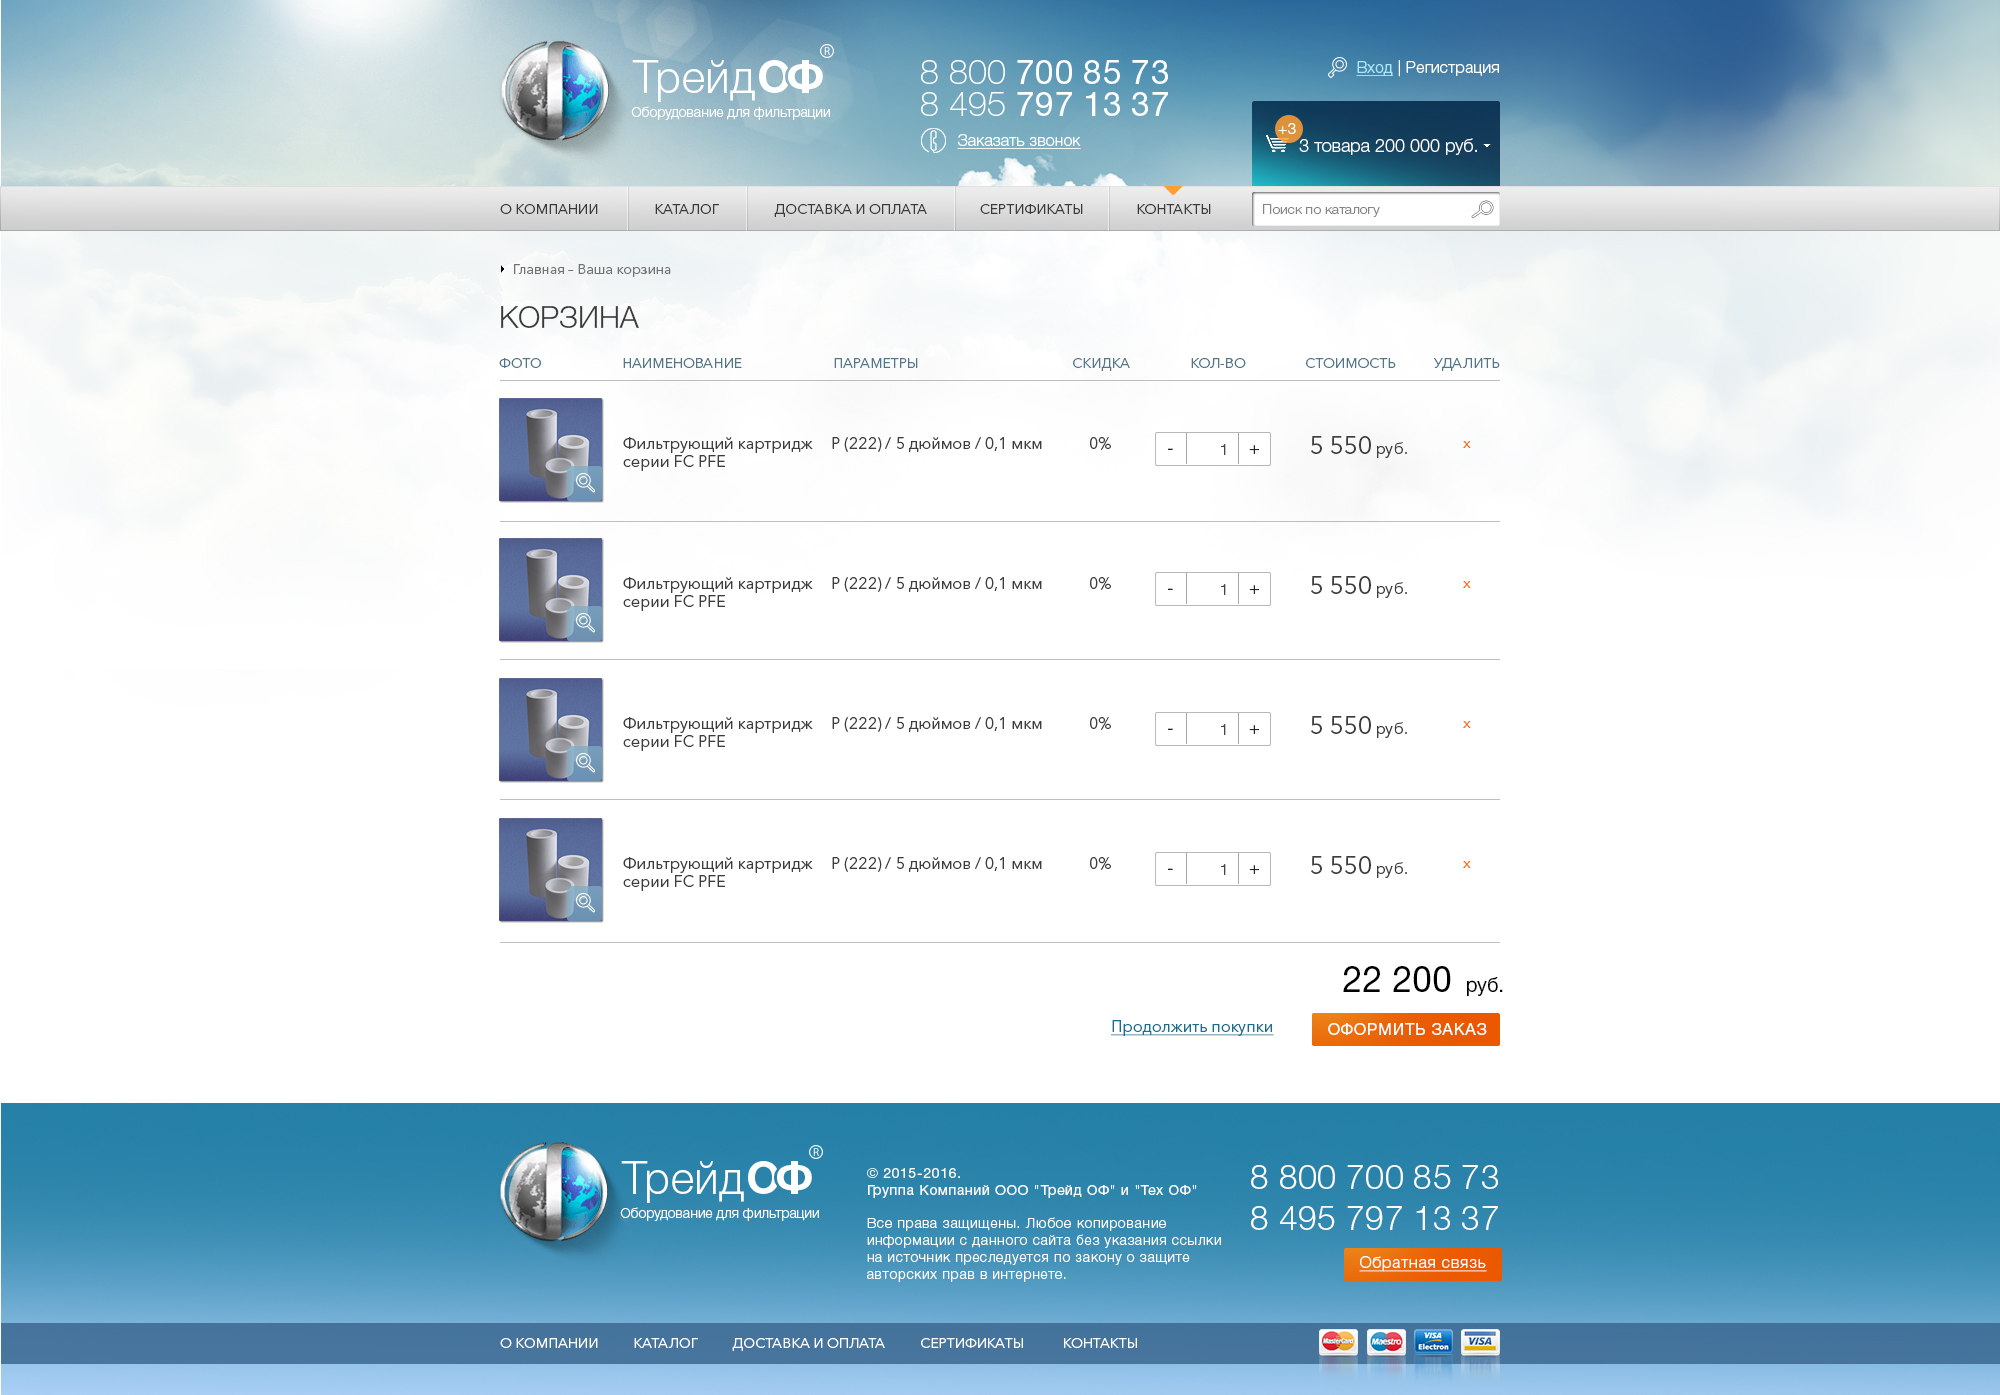 Трейд ОФ®
Оборудование для фильтрации
8 800 700 85 73
8 495 797 13 37
Заказать звонок
Вход | Регистрация
+3
3 товара 200 000 руб.
О КОМПАНИИ
КАТАЛОГ
ДОСТАВКА И ОПЛАТА
СЕРТИФИКАТЫ
КОНТАКТЫ
Поиск по каталогу
Главная – Ваша корзина
КОРЗИНА
ФОТО НАИМЕНОВАНИЕ ПАРАМЕТРЫ СКИДКА КОЛ-ВО СТОИМОСТЬ УДАЛИТЬ
Фильтрующий картридж P (222) / 5 дюймов / 0,1 мкм 0% - 1 + 5 550 руб. x
серии FC PFE
Фильтрующий картридж P (222) / 5 дюймов / 0,1 мкм 0% - 1 + 5 550 руб. x
серии FC PFE
Фильтрующий картридж P (222) / 5 дюймов / 0,1 мкм 0% - 1 + 5 550 руб. x
серии FC PFE
Фильтрующий картридж P (222) / 5 дюймов / 0,1 мкм 0% - 1 + 5 550 руб. x
серии FC PFE
22 200 руб.
Продолжить покупки
ОФОРМИТЬ ЗАКАЗ
Трейд ОФ®
Оборудование для фильтрации
© 2015-2016.
Группа Компаний ООО "Трейд ОФ" и "Тех ОФ"
Все права защищены. Любое копирование
информации с данного сайта без указания ссылки
на источник преследуется по закону о защите
авторских прав в интернете.
8 800 700 85 73
8 495 797 13 37
Обратная связь
О КОМПАНИИ
КАТАЛОГ
ДОСТАВКА И ОПЛАТА
СЕРТИФИКАТЫ
КОНТАКТЫ
MasterCard
Maestro
VISA
Electron
VISA